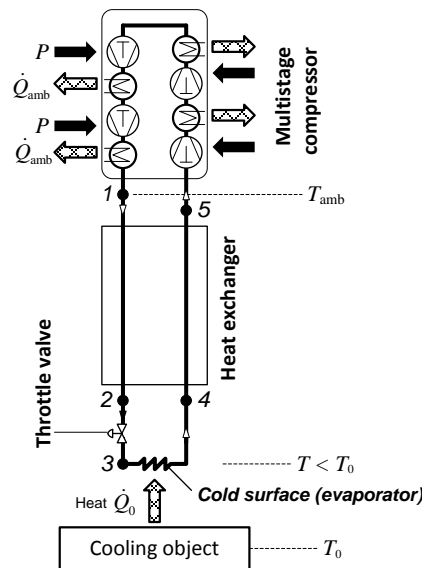 P
Q̇amb
P
Q̇amb
Multistage
compressor
1
Tamb
5
Heat exchanger
2
4
Throttle valve
3
T < T0
Cold surface (evaporator)
Heat Q̇0
Cooling object
T0